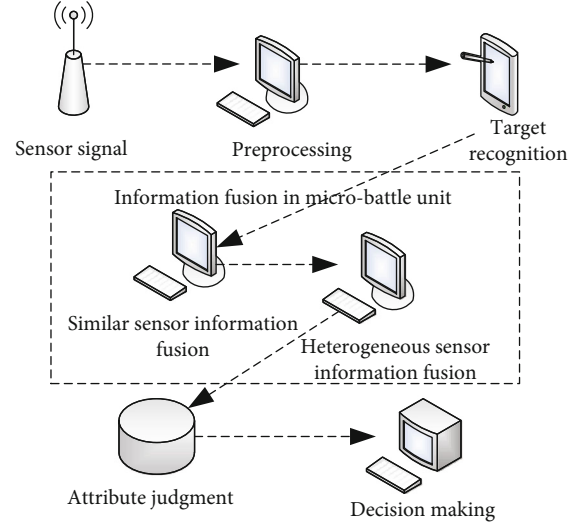 Sensor signal
Preprocessing
Target
recognition
Information fusion in micro-battle unit
Similar sensor information
fusion
Heterogeneous sensor
information fusion
Attribute judgment
Decision making